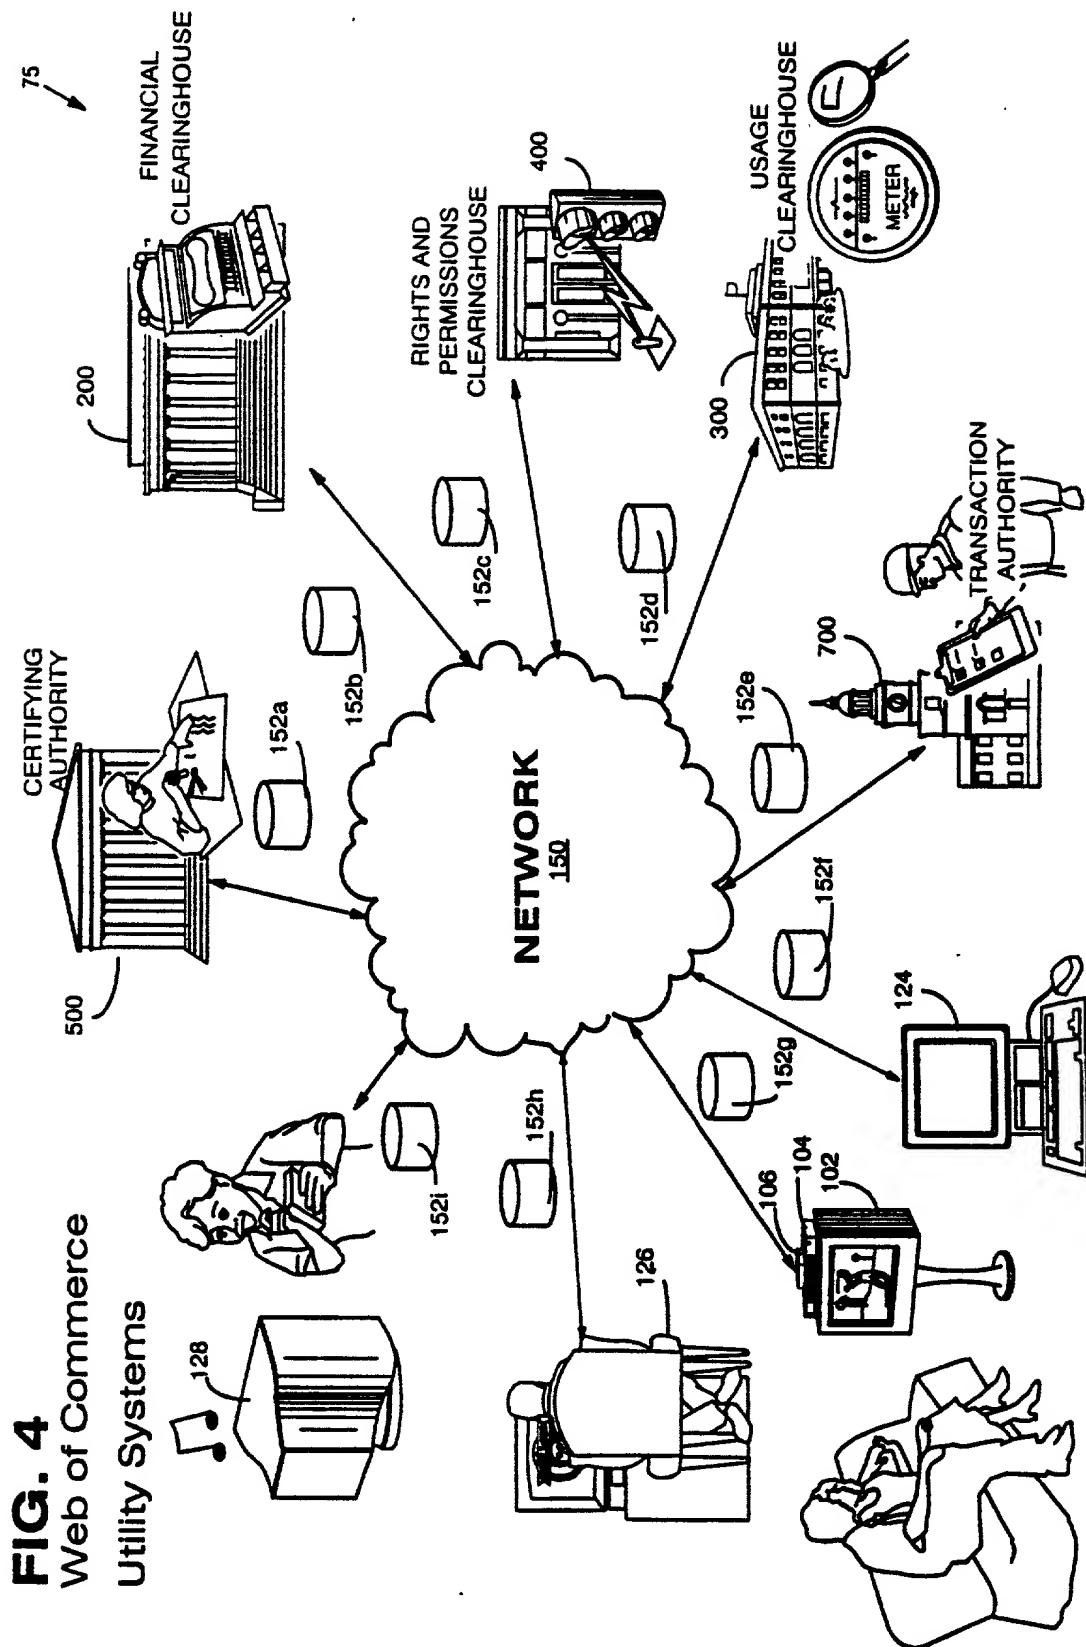 FIG. 4
Web of Commerce
Utility Systems
75
128
CERTIFYING
AUTHORITY
500
FINANCIAL
CLEARINGHOUSE
200
RIGHTS AND
PERMISSIONS
CLEARINGHOUSE
400
USAGE
CLEARINGHOUSE
METER
300
TRANSACTION
AUTHORITY
700
NETWORK
150
152a
152b
152c
152d
152e
152f
152g
152h
152i
124
126
106
104
102